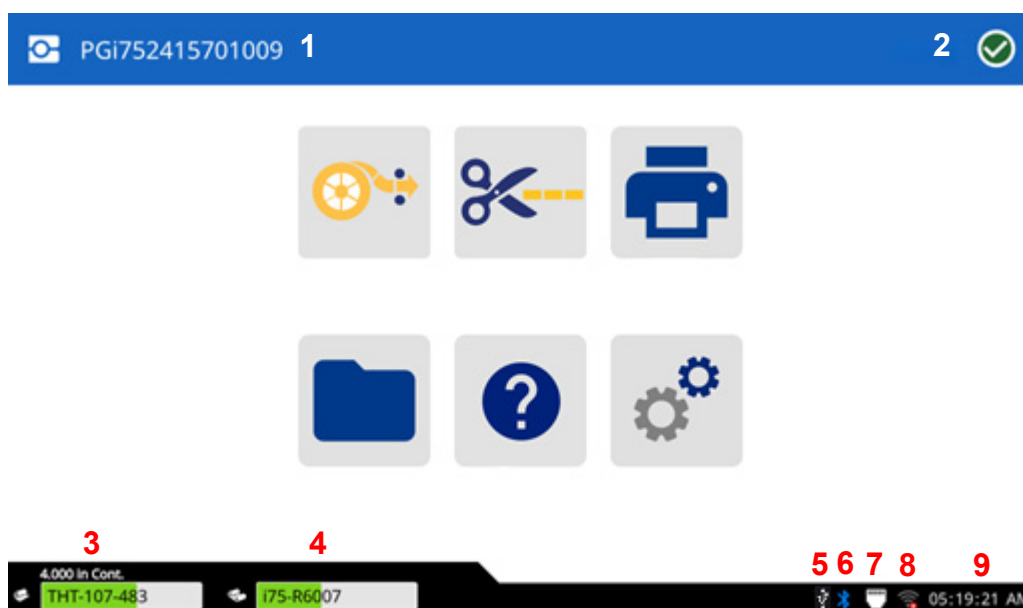 PGi752415701009 1 2
?
3 4
5 6 7 8 9
4.000 in Cont.
THT-107-483 i75-R6007 05:19:21 AM